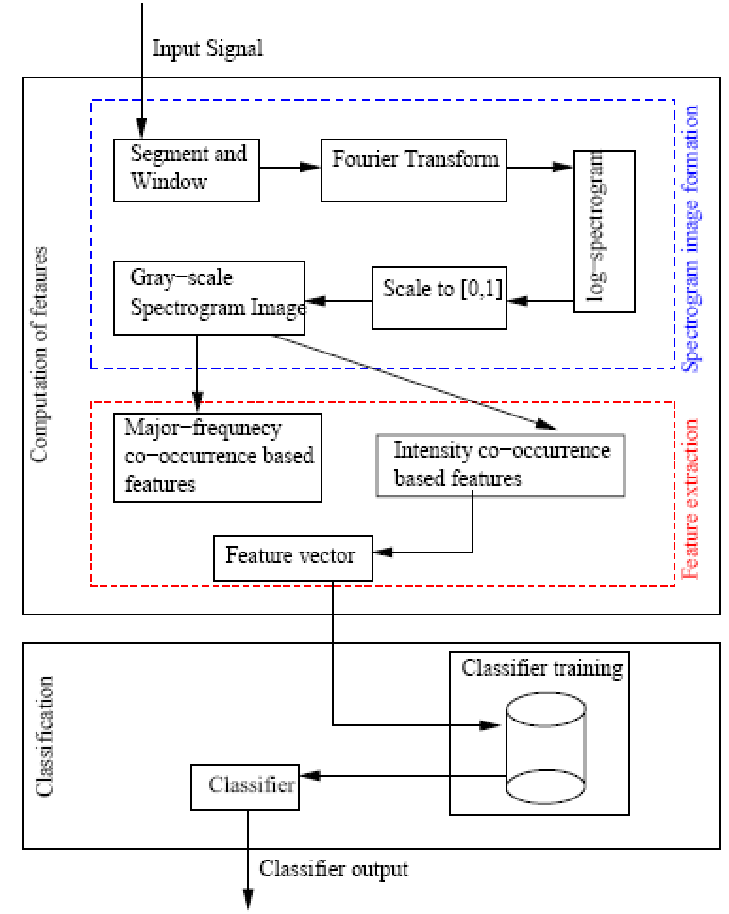 Input Signal
Segment and
Window
Fourier Transform
log−spectrogram
Spectrogram image formation
Gray−scale
Spectrogram Image
Scale to [0,1]
Computation of fetaures
Major−frequnecy
co−occurrence based
features
Intensity co−occurrence
based features
Feature vector
Feature extraction
Classification
Classifier training
Classifier
Classifier output